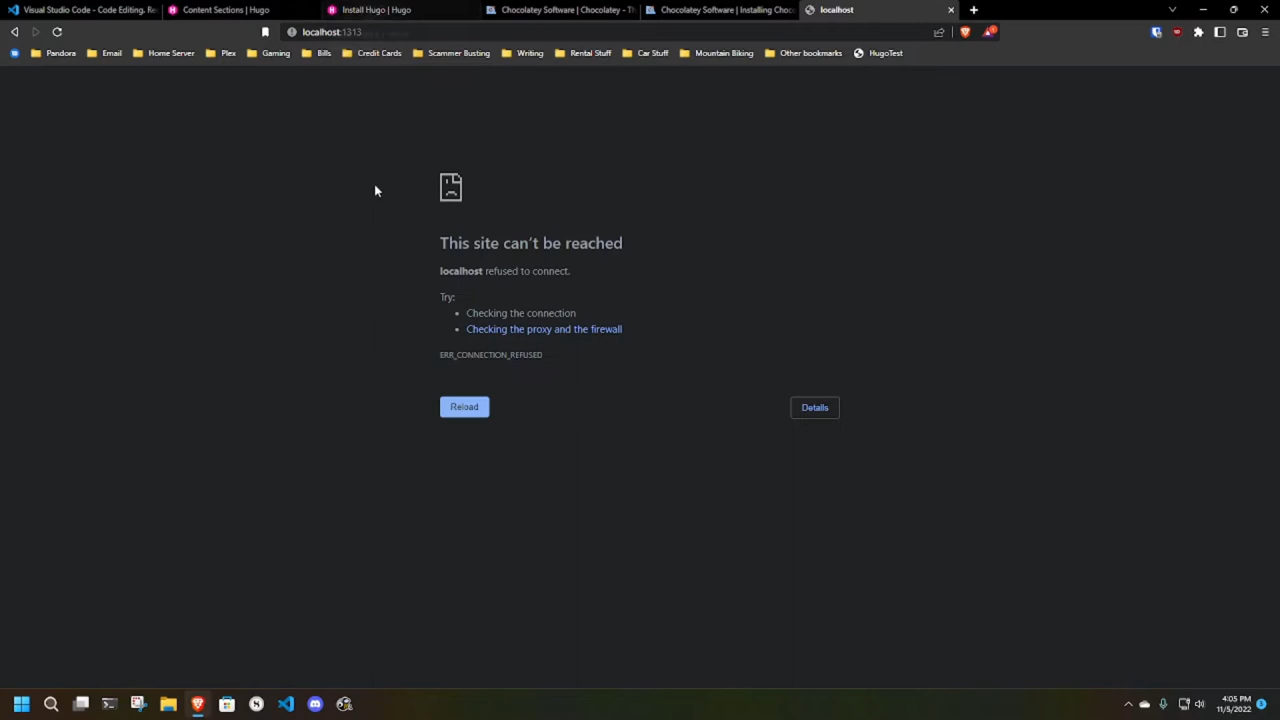 Visual Studio Code - Code Editing. Re
Content Sections | Hugo
Install Hugo | Hugo
Chocolatey Software | Chocolatey - Th
Chocolatey Software | Installing Choco
localhost
localhost:1313
Pandora
Email
Home Server
Plex
Gaming
Bills
Credit Cards
Scammer Busting
Writing
Rental Stuff
Car Stuff
Mountain Biking
Other bookmarks
HugoTest
This site can't be reached
localhost refused to connect.
Try:
• Checking the connection
• Checking the proxy and the firewall
ERR_CONNECTION_REFUSED
Reload
Details
4:05 PM
11/5/2022